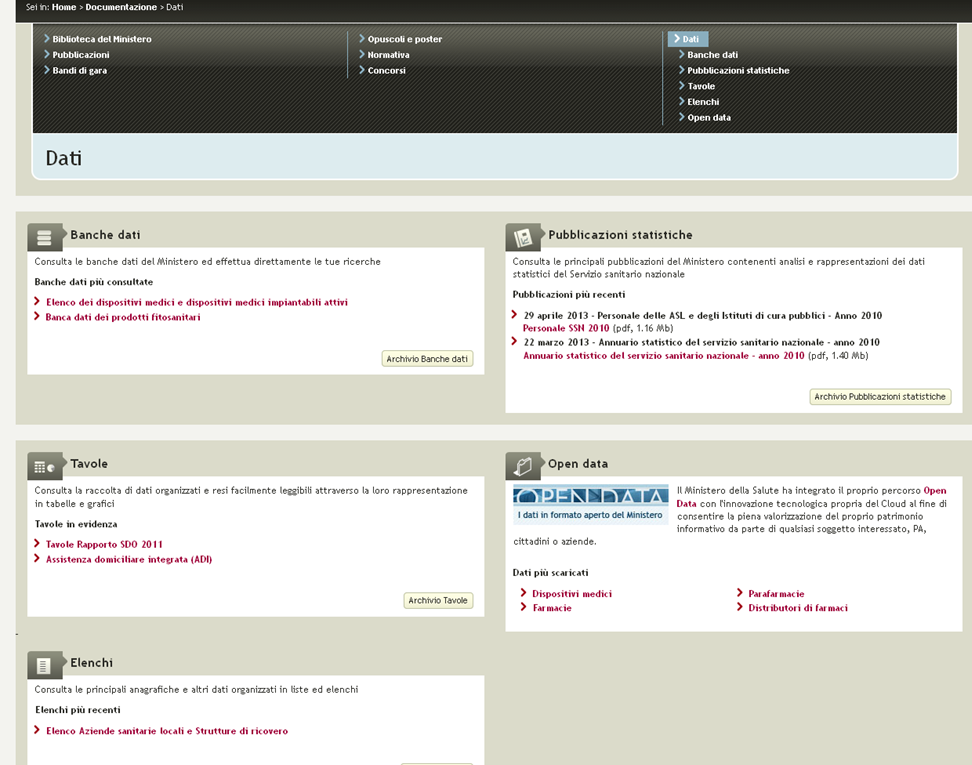 Sei in: Home > Documentazione > Dati
Biblioteca del Ministero
Pubblicazioni
Bandi di gara
Opuscoli e poster
Normativa
Concorsi
Dati
Banche dati
Pubblicazioni statistiche
Tavole
Elenchi
Open data
Dati
Banche dati
Consulta le banche dati del Ministero ed effettua direttamente le tue ricerche
Banche dati più consultate
Elenco dei dispositivi medici e dispositivi medici impiantabili attivi
Banca dati dei prodotti fitosanitari
Archivio Banche dati
Pubblicazioni statistiche
Consulta le principali pubblicazioni del Ministero contenenti analisi e rappresentazioni dei dati
statistici del Servizio sanitario nazionale
Pubblicazioni più recenti
29 aprile 2013 - Personale delle ASL e degli Istituti di cura pubblici - Anno 2010
Personale SSN 2010 (pdf, 1.16 Mb)
22 marzo 2013 - Annuario statistico del servizio sanitario nazionale - anno 2010
Annuario statistico del servizio sanitario nazionale - anno 2010 (pdf, 1.40 Mb)
Archivio Pubblicazioni statistiche
Tavole
Consulta la raccolta di dati organizzati e resi facilmente leggibili attraverso la loro rappresentazione
in tabelle e grafici
Tavole in evidenza
Tavole Rapporto SDO 2011
Assistenza domiciliare integrata (ADI)
Archivio Tavole
Open data
OPEN DATA
I dati in formato aperto del Ministero
Il Ministero della Salute ha integrato il proprio percorso Open
Data con l'innovazione tecnologica propria del Cloud al fine di
consentire la piena valorizzazione del proprio patrimonio
informativo da parte di qualsiasi soggetto interessato, PA,
cittadini o aziende.
Dati più scaricati
Dispositivi medici
Farmacie
Parafarmacie
Distributori di farmaci
Elenchi
Consulta le principali anagrafiche e altri dati organizzati in liste ed elenchi
Elenchi più recenti
Elenco Aziende sanitarie locali e Strutture di ricovero